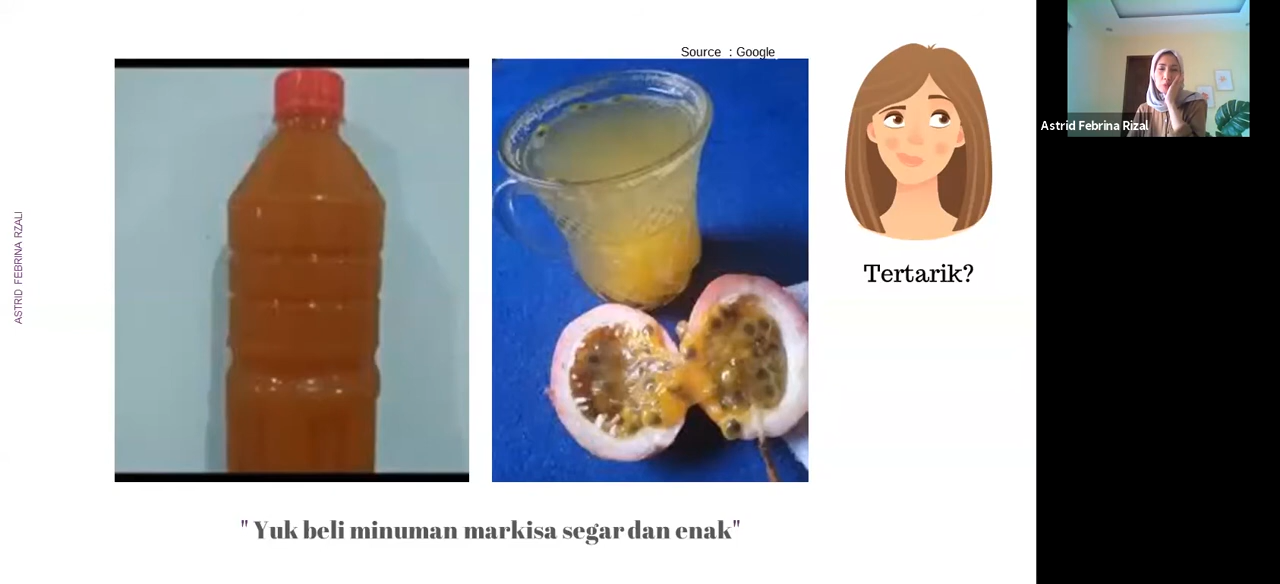 Source : Google
Astrid Febrina Rizal
ASTRID FEBRINA RZALI
Tertarik?
" Yuk beli minuman markisa segar dan enak"